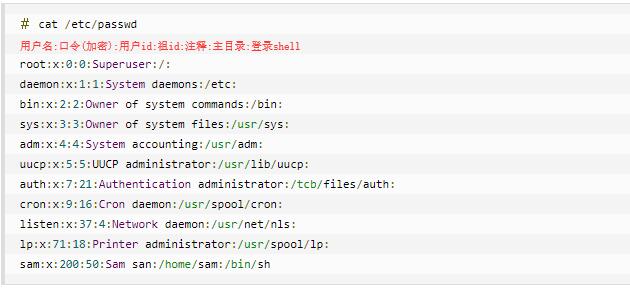 # cat /etc/passwd
用户名:口令(加密):用户id:祖id:注释:主目录:登录shell
root:x:0:0:Superuser:/:
daemon:x:1:1:System daemons:/etc:
bin:x:2:2:Owner of system commands:/bin:
sys:x:3:3:Owner of system files:/usr/sys:
adm:x:4:4:System accounting:/usr/adm:
uucp:x:5:5:UUCP administrator:/usr/lib/uucp:
auth:x:7:21:Authentication administrator:/tcb/files/auth:
cron:x:9:16:Cron daemon:/usr/spool/cron:
listen:x:37:4:Network daemon:/usr/net/nls:
lp:x:71:18:Printer administrator:/usr/spool/lp:
sam:x:200:50:Sam san:/home/sam:/bin/sh